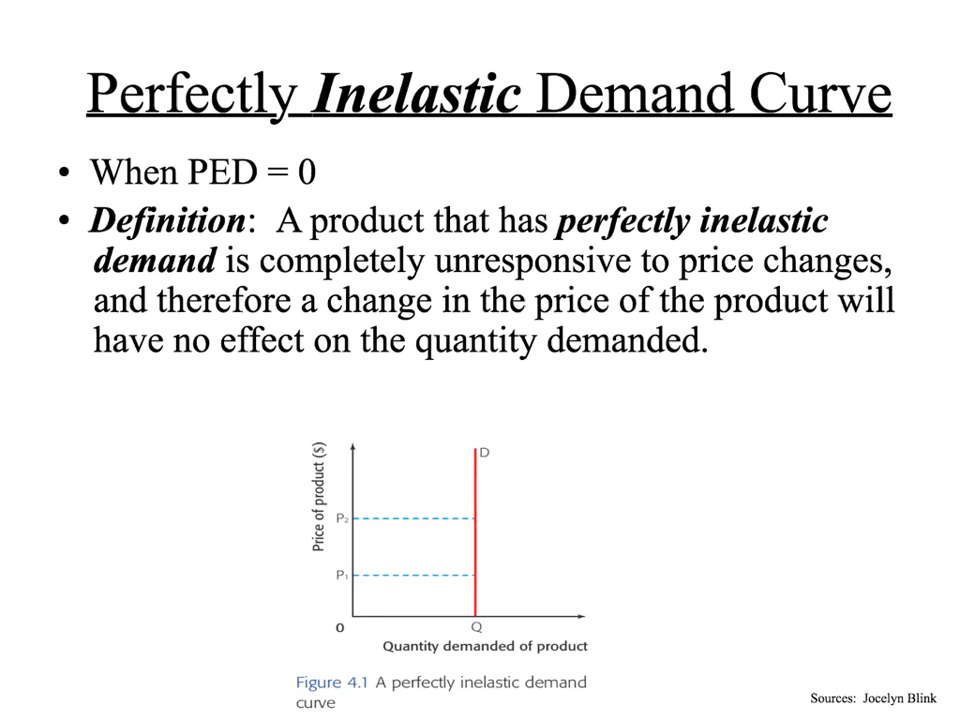 Perfectly Inelastic Demand Curve
• When PED = 0
• Definition:  A product that has perfectly inelastic
demand is completely unresponsive to price changes,
and therefore a change in the price of the product will
have no effect on the quantity demanded.
Price of product ($)
D
P₂
P₁
0
Q
Quantity demanded of product
Figure 4.1 A perfectly inelastic demand
curve
Sources:  Jocelyn Blink